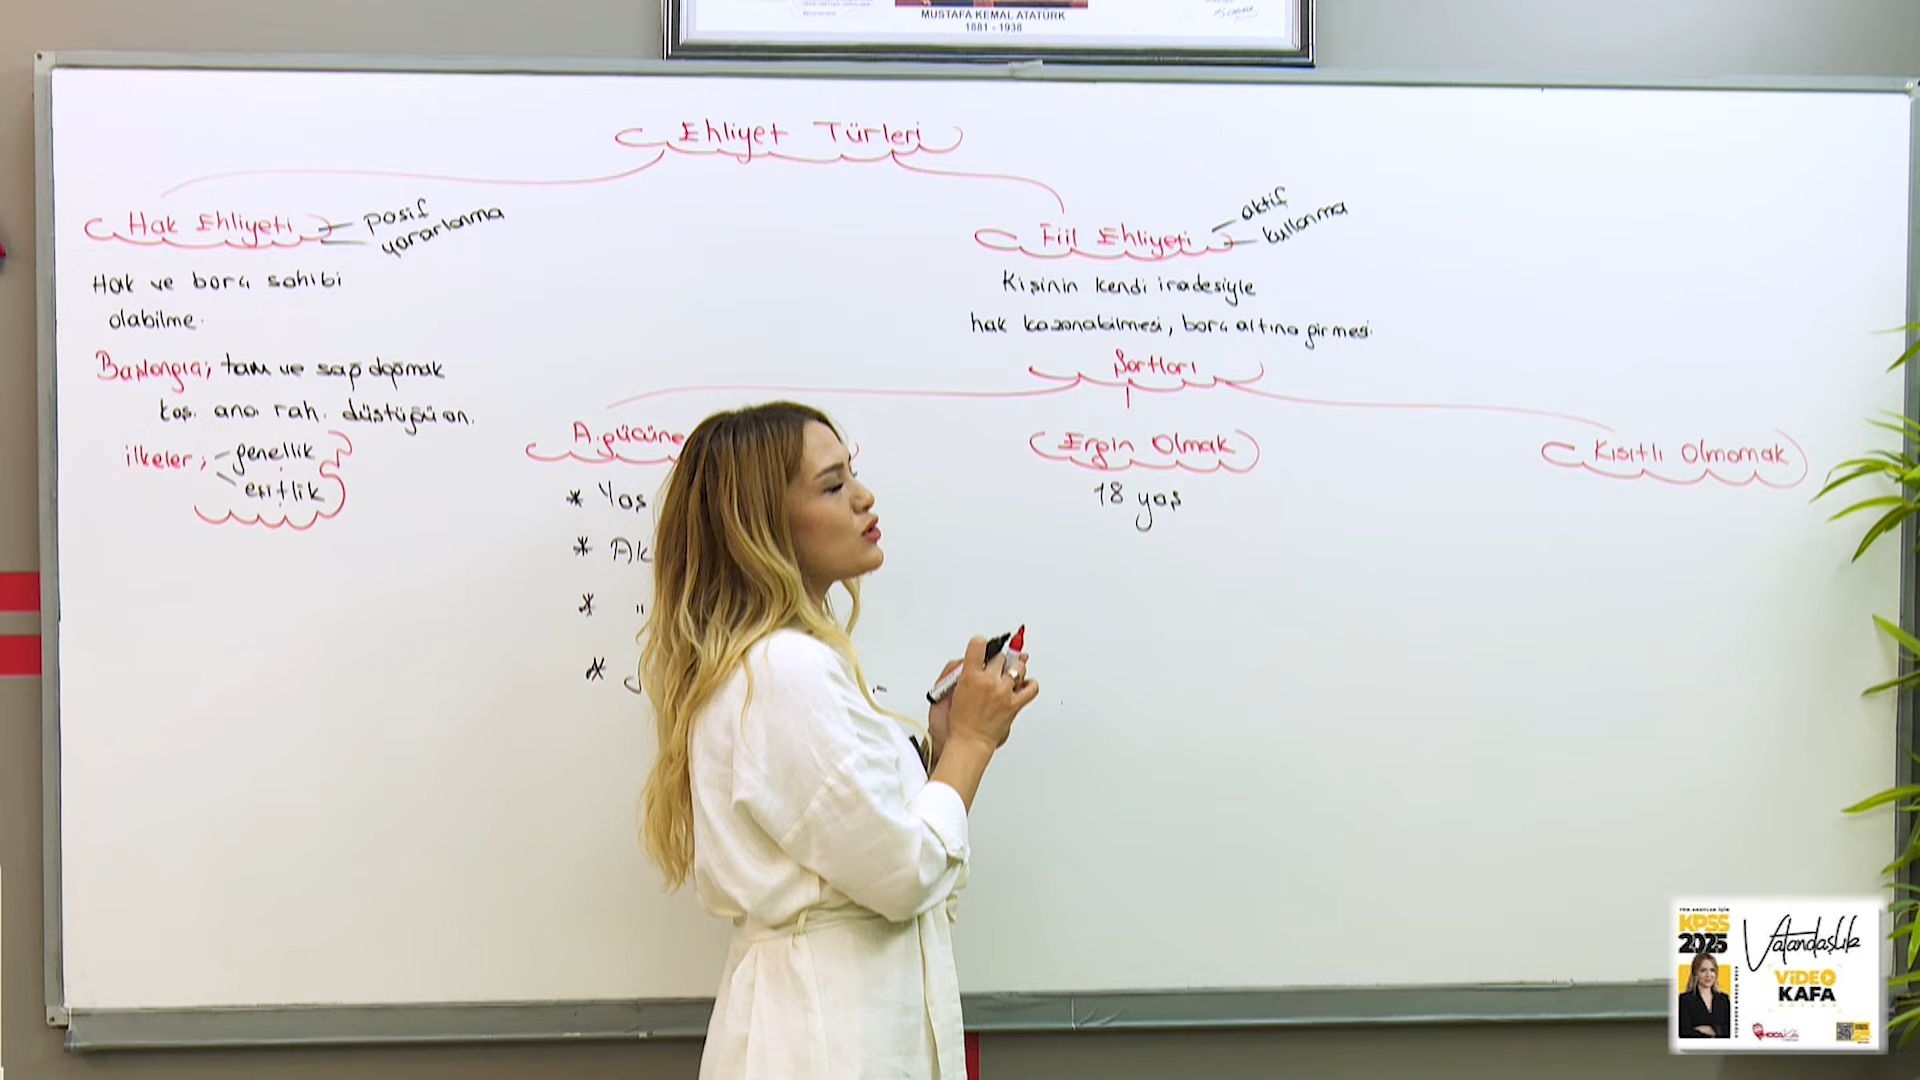 MUSTAFA KEMAL ATATÜRK
1881 - 1938
Ehliyet Türleri
Hak Ehliyeti
pasif
yararlanma
Hak ve borç sahibi
olabilme.
Başlangıç; tam ve sağ doğmak
koş. ana rah. düştüğü an.
ilkeler; - genellik
eşitlik
Fiil Ehliyeti
aktif
kullanma
Kişinin kendi iradesiyle
hak kazanabilmesi, borç altına girmesi.
Şartları
A.gücüne
* Yaş
* Ak
* "
*
Ergin Olmak
18 yaş
Kısıtlı Olmamak
KPSS
2025
Vatandaşlık
VİDEO
KAFA